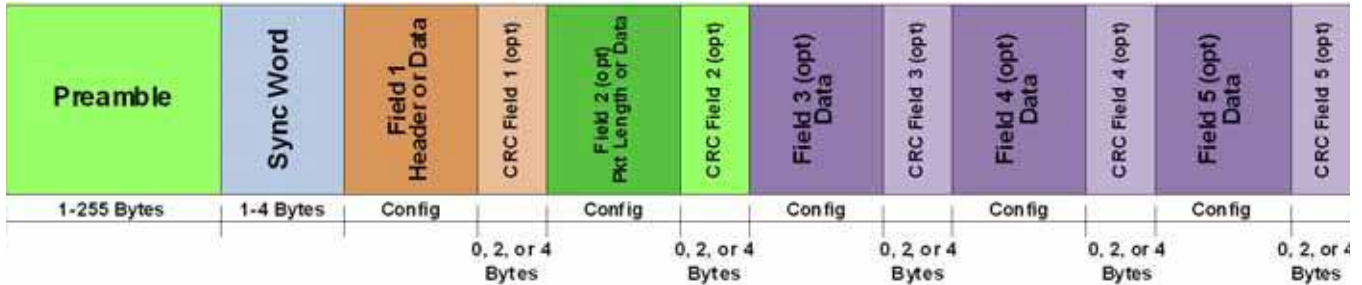 Preamble
Sync Word
Field 1
Header or Data
CRC Field 1 (opt)
Field 2 (opt)
Pkt Length or Data
CRC Field 2 (opt)
Field 3 (opt)
Data
CRC Field 3 (opt)
Field 4 (opt)
Data
CRC Field 4 (opt)
Field 5 (opt)
Data
CRC Field 5 (opt)
1-255 Bytes
1-4 Bytes
Config
Config
Config
Config
Config
0, 2, or 4
Bytes
0, 2, or 4
Bytes
0, 2, or 4
Bytes
0, 2, or 4
Bytes
0, 2, or 4
Bytes